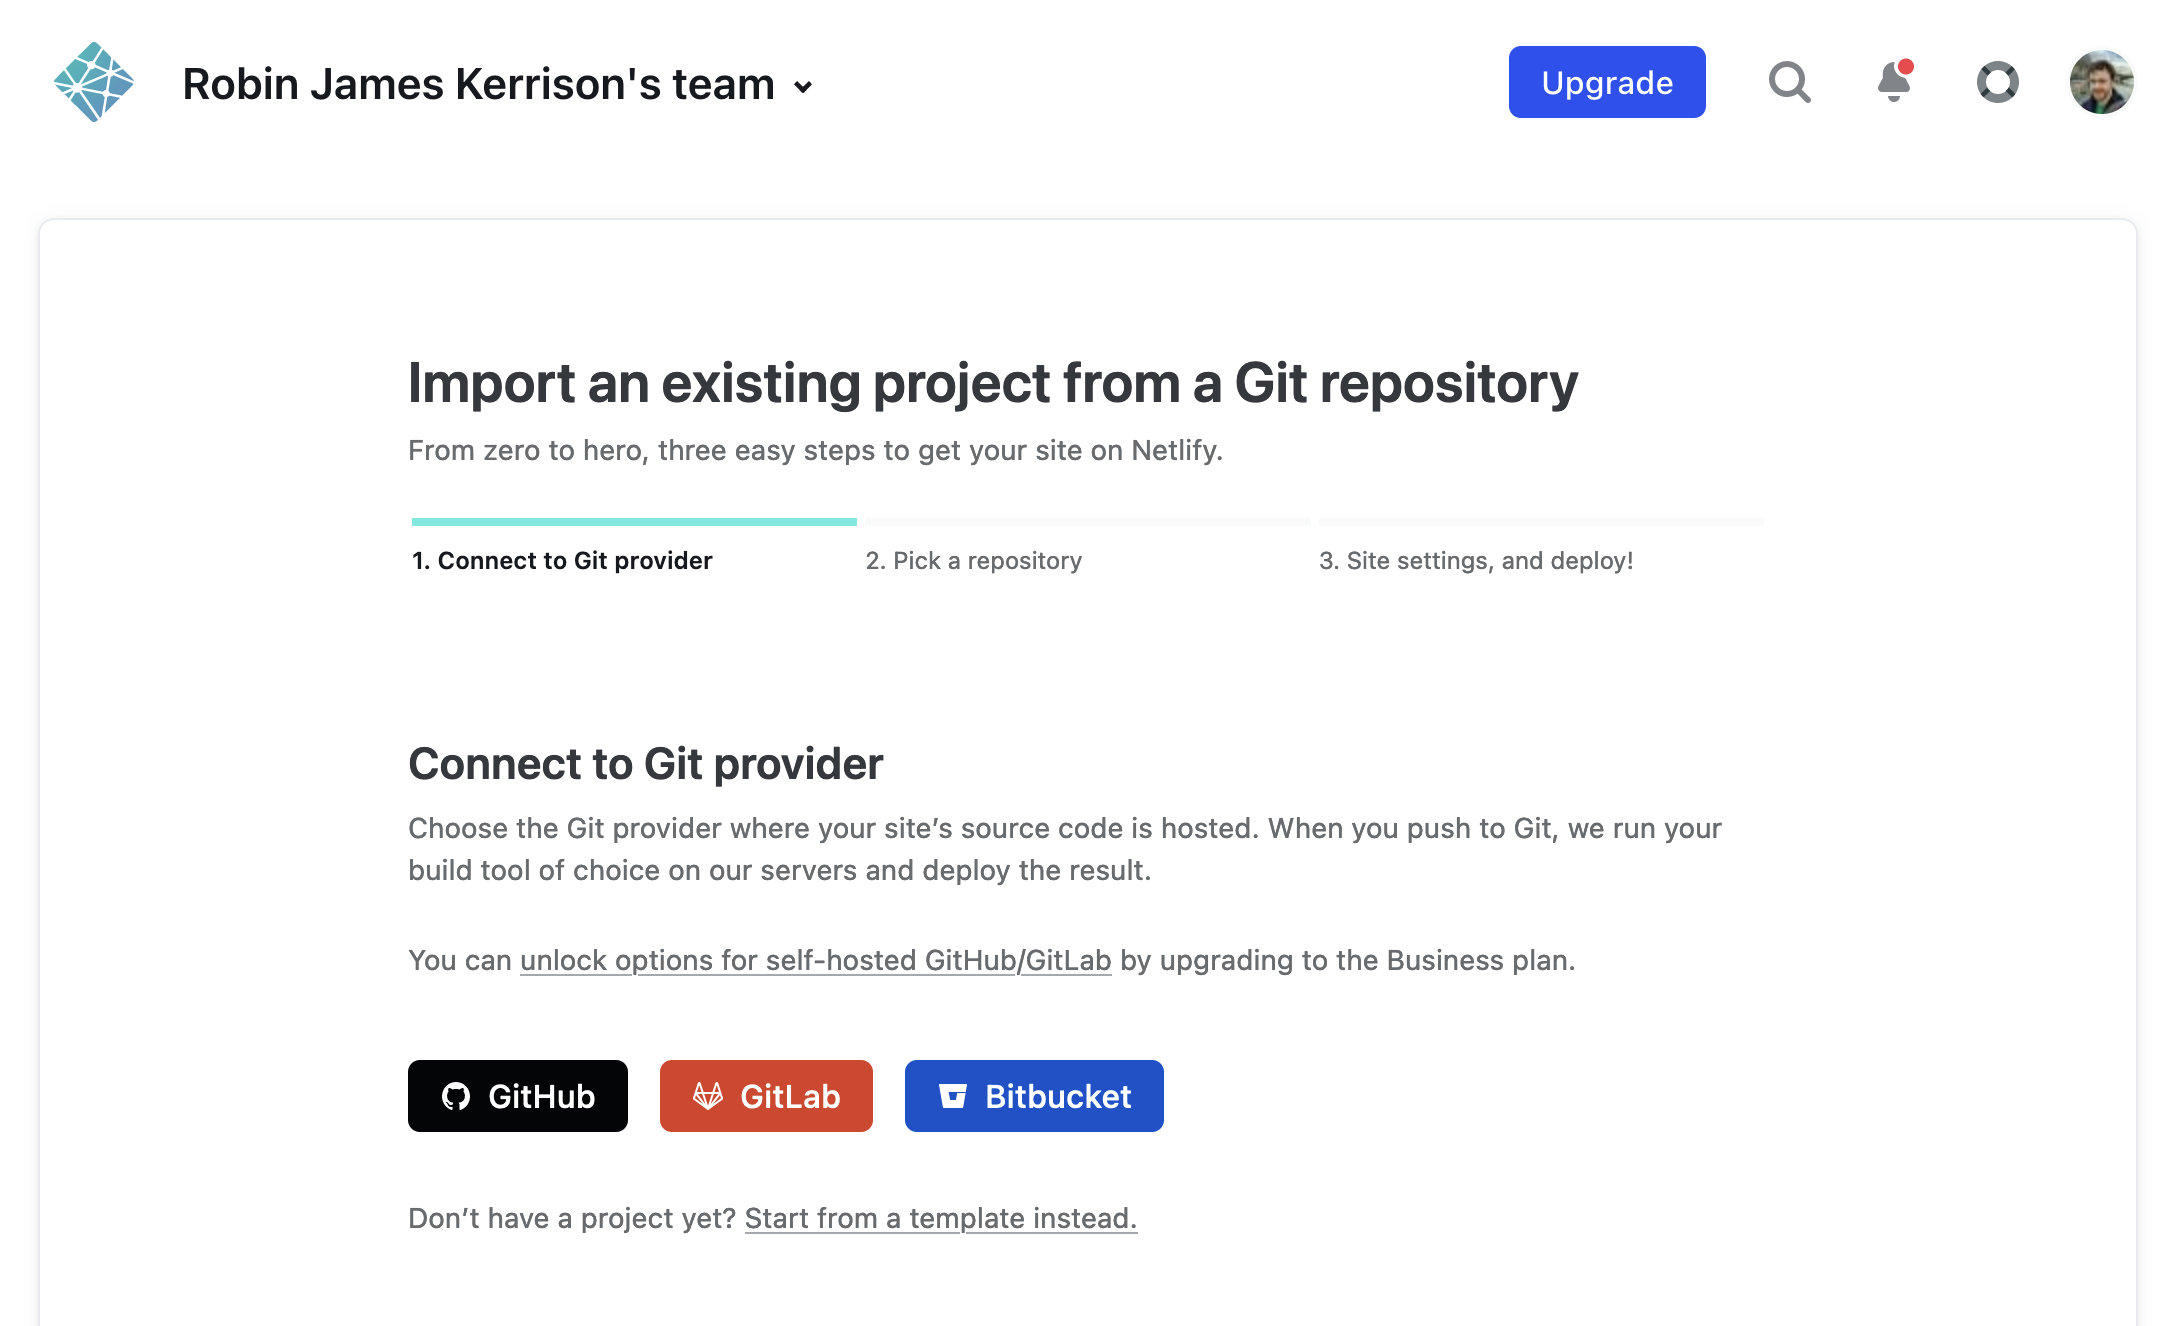 Robin James Kerrison's team
Upgrade
Import an existing project from a Git repository
From zero to hero, three easy steps to get your site on Netlify.
1. Connect to Git provider
2. Pick a repository
3. Site settings, and deploy!
Connect to Git provider
Choose the Git provider where your site’s source code is hosted. When you push to Git, we run your
build tool of choice on our servers and deploy the result.
You can unlock options for self-hosted GitHub/GitLab by upgrading to the Business plan.
GitHub
GitLab
Bitbucket
Don’t have a project yet? Start from a template instead.